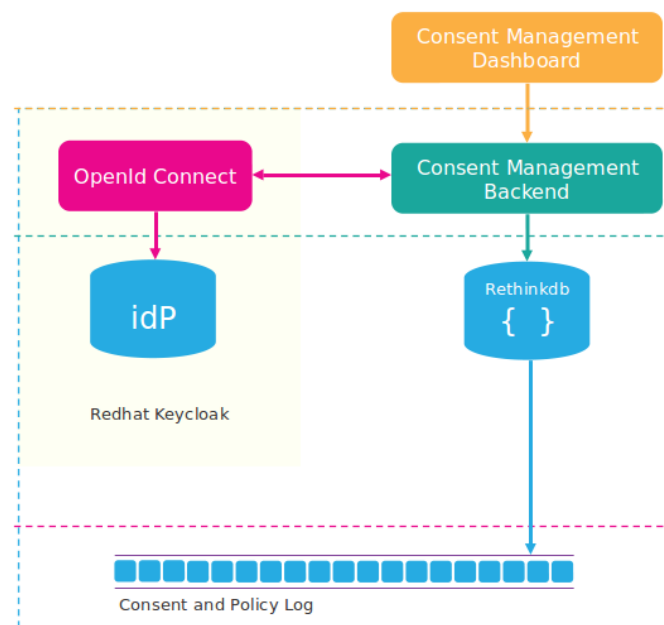 Consent Management
Dashboard
OpenId Connect
Consent Management
Backend
idP
Rethinkdb
{ }
Redhat Keycloak
Consent and Policy Log